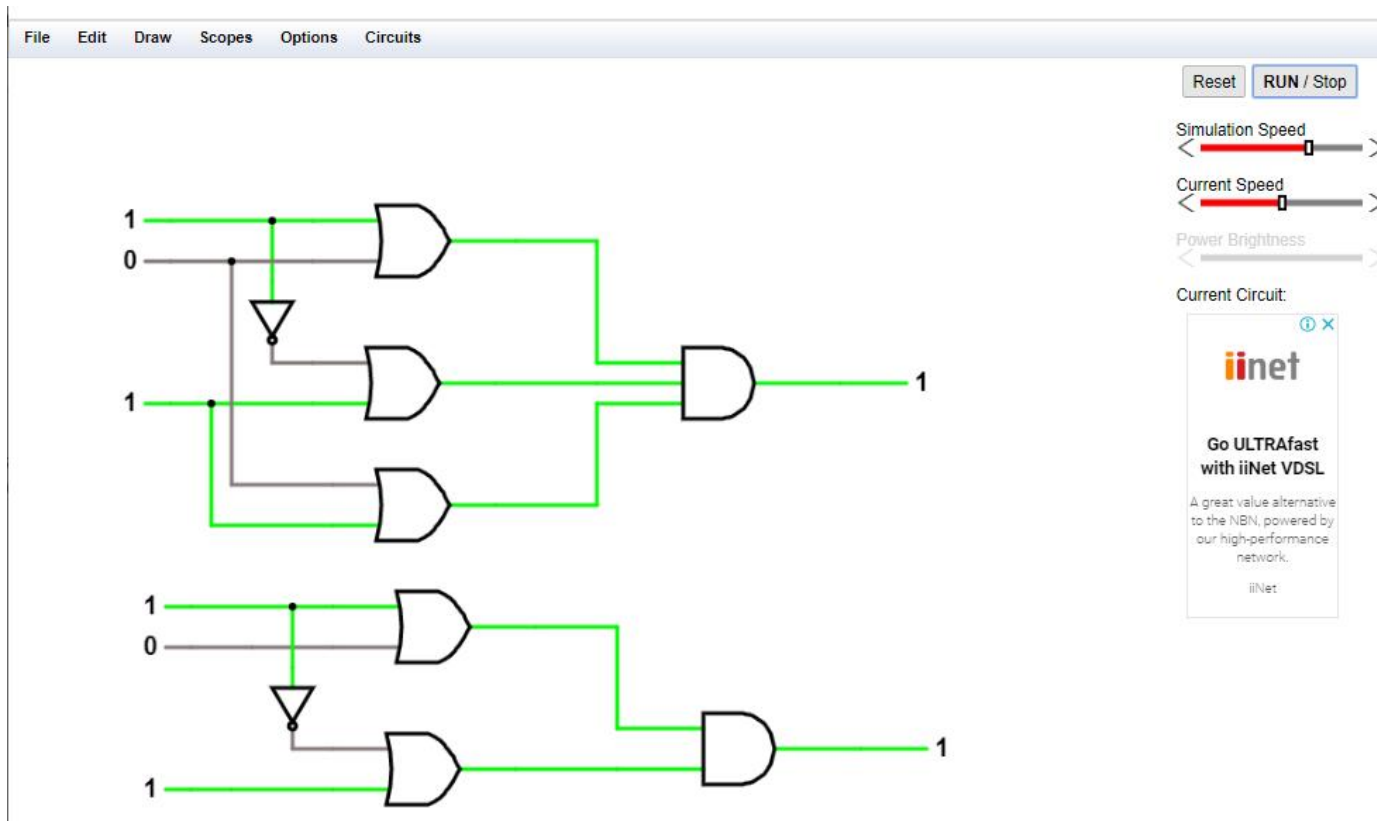 File Edit Draw Scopes Options Circuits
Reset RUN / Stop
Simulation Speed
Current Speed
Power Brightness
Current Circuit:
iinet
Go ULTRAfast
with iiNet VDSL
A great value alternative
to the NBN, powered by
our high-performance
network.
iiNet
1
0
1
1
1
0
1
1